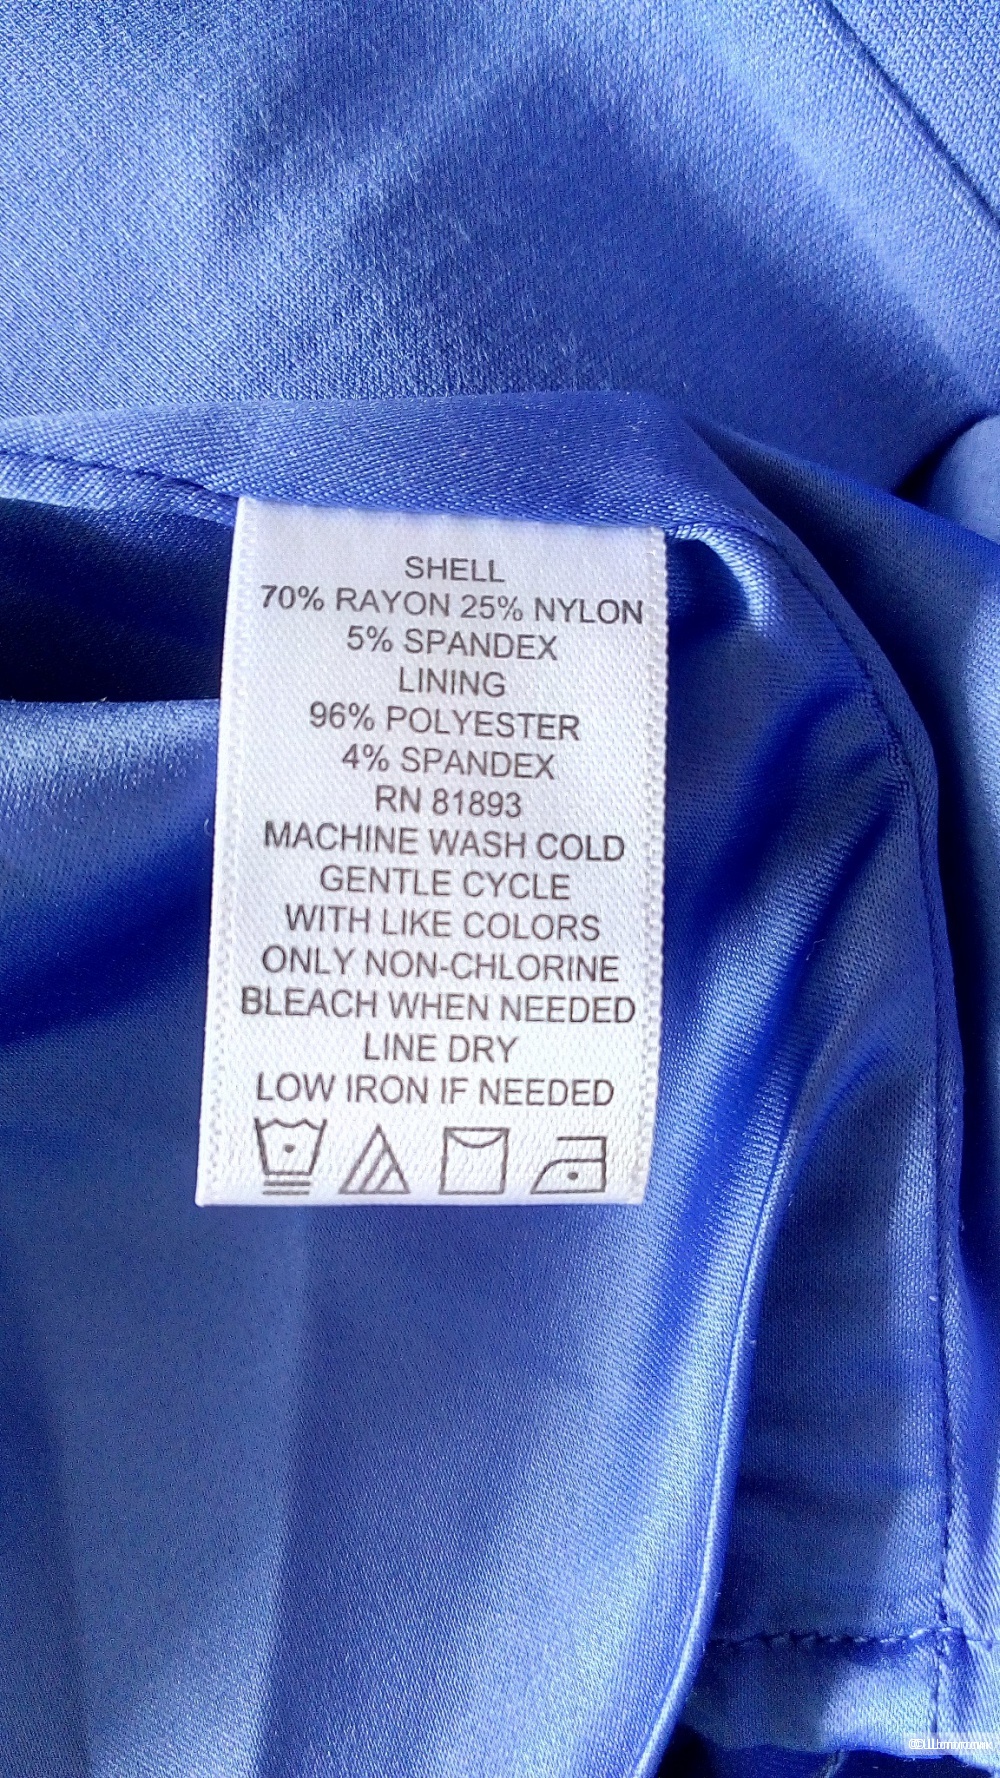 SHELL
70% RAYON 25% NYLON
5% SPANDEX
LINING
96% POLYESTER
4% SPANDEX
RN 81893
MACHINE WASH COLD
GENTLE CYCLE
WITH LIKE COLORS
ONLY NON-CHLORINE
BLEACH WHEN NEEDED
LINE DRY
LOW IRON IF NEEDED